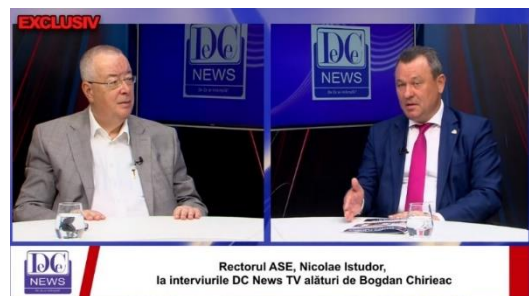 EXCLUSIV
DC
NEWS
DC
NEWS
DC
NEWS
Rectorul ASE, Nicolae Istudor,
la interviurile DC News TV alături de Bogdan Chirieac